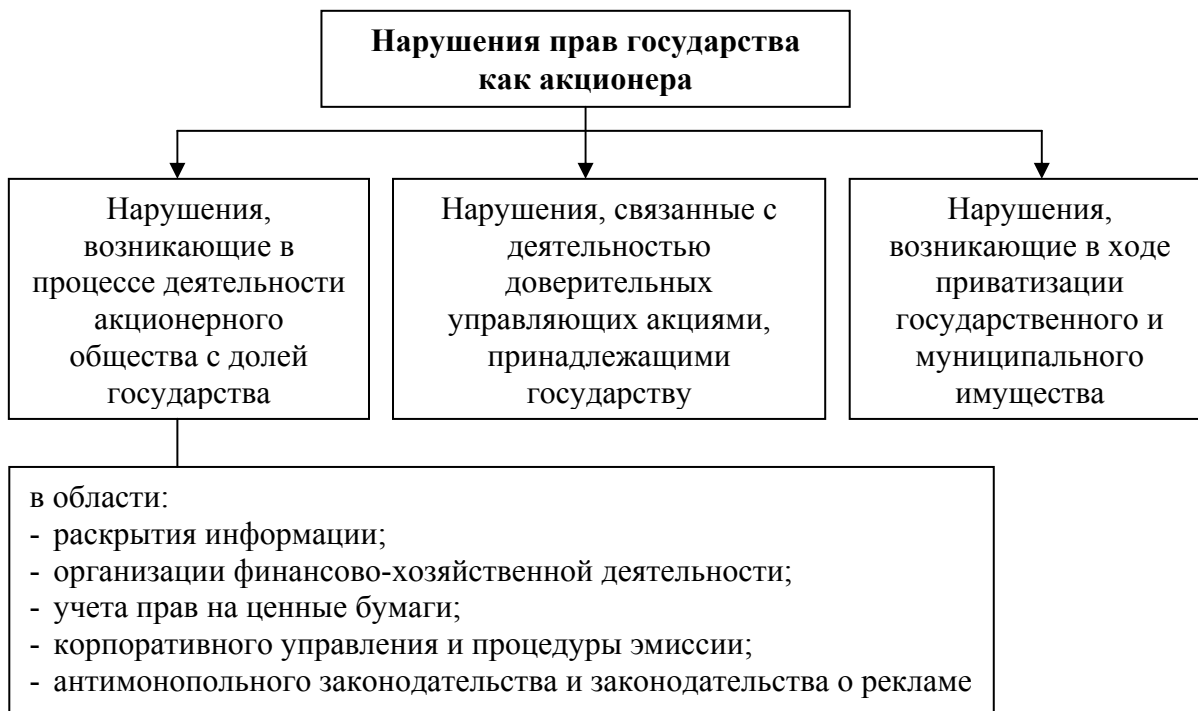 Нарушения прав государства
как акционера
Нарушения,
возникающие в
процессе деятельности
акционерного
общества с долей
государства
Нарушения, связанные с
деятельностью
доверительных
управляющих акциями,
принадлежащими
государству
Нарушения,
возникающие в ходе
приватизации
государственного и
муниципального
имущества
в области:
- раскрытия информации;
- организации финансово-хозяйственной деятельности;
- учета прав на ценные бумаги;
- корпоративного управления и процедуры эмиссии;
- антимонопольного законодательства и законодательства о рекламе